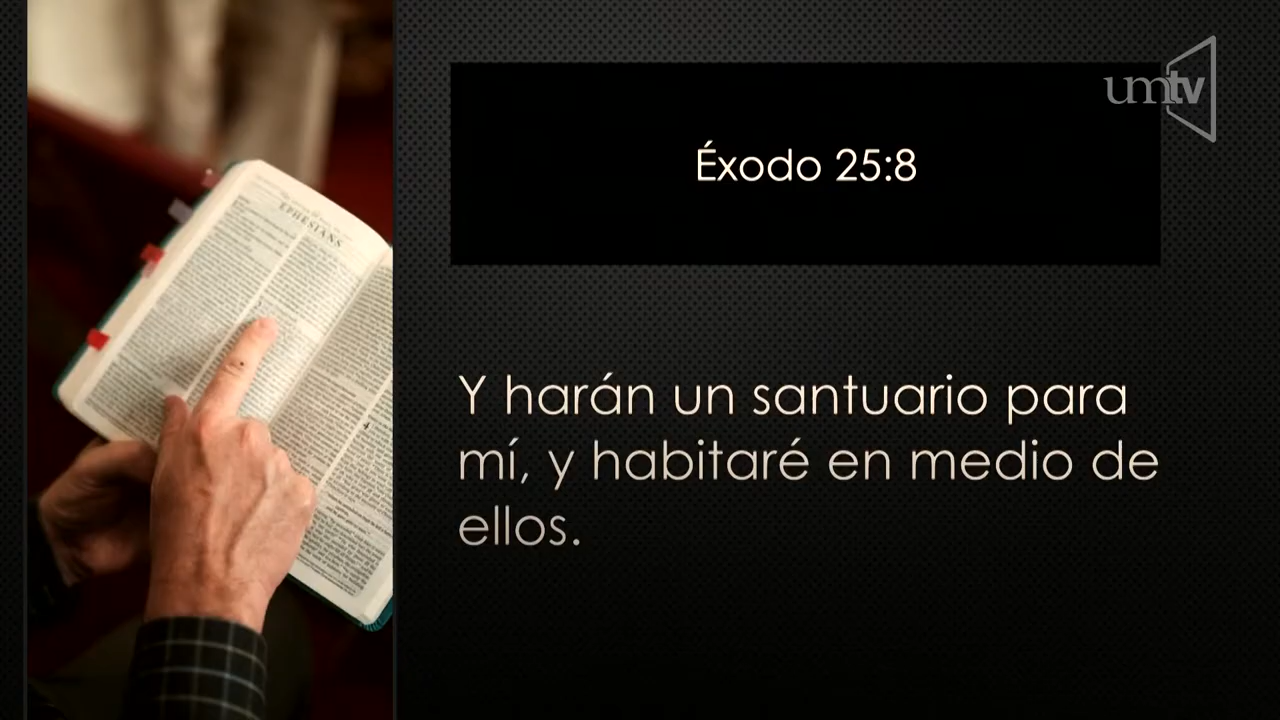 EPHESIANS
umtv
Éxodo 25:8
Y harán un santuario para
mí, y habitaré en medio de
ellos.